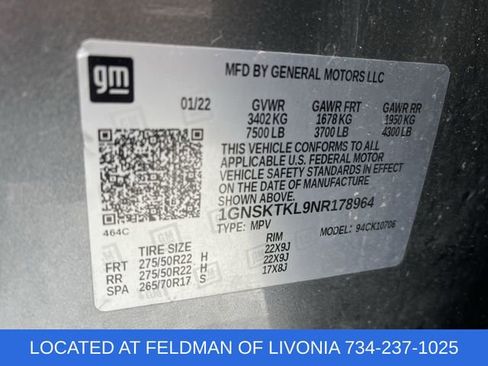 gm
MFD BY GENERAL MOTORS LLC
01/22 GVWR GAWR FRT GAWR RR
3402 KG 1678 KG 1950 KG
7500 LB 3700 LB 4300 LB
THIS VEHICLE CONFORMS TO ALL
APPLICABLE U.S. FEDERAL MOTOR
VEHICLE SAFETY STANDARDS IN EFFECT
ON THE DATE OF MANUFACTURE SHOWN ABOVE.
1GNSKTKL9NR178964
TYPE: MPV 94CK10706
464C
TIRE SIZE RIM
FRT 275/50R22 H 22X9J
RR 275/50R22 H 22X9J
SPA 265/70R17 S 17X8J
LOCATED AT FELDMAN OF LIVONIA 734-237-1025